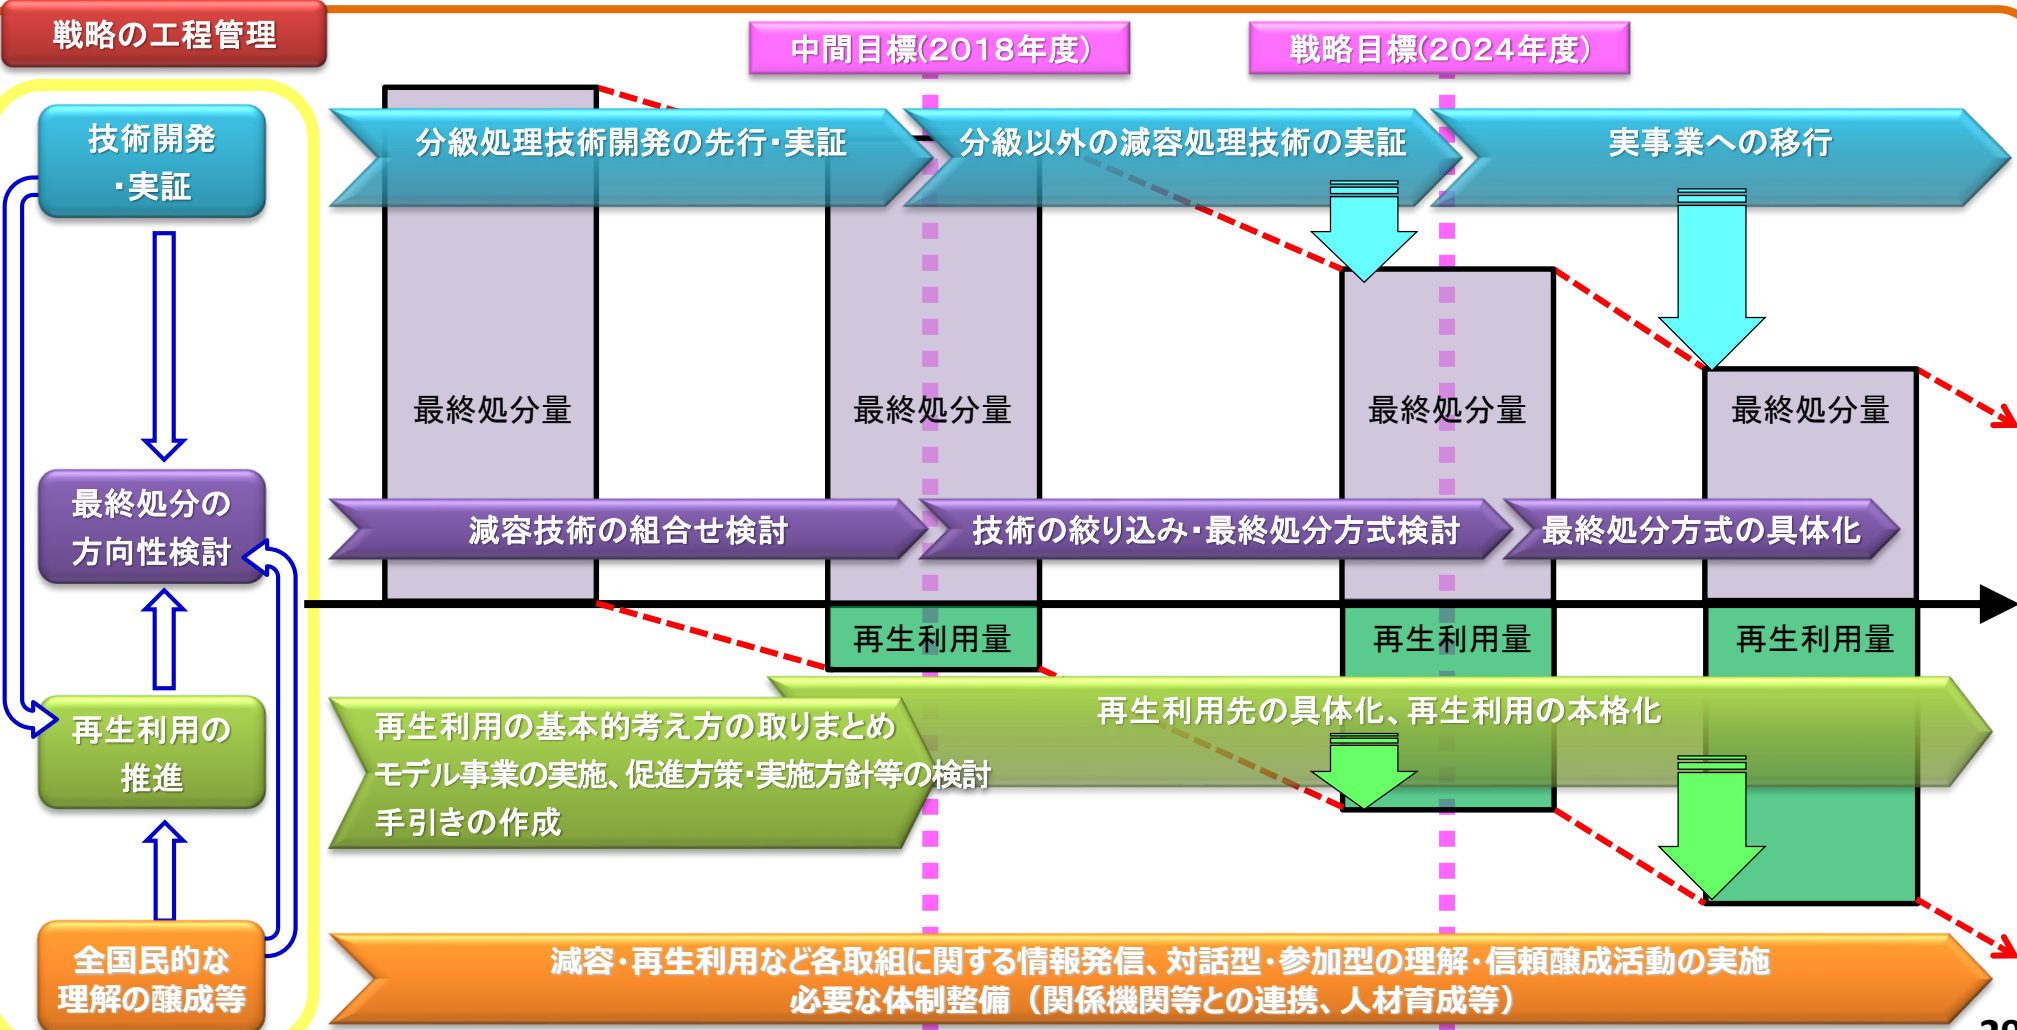 戦略の工程管理
中間目標(2018年度)
戦略目標(2024年度)
技術開発
・実証
分級処理技術開発の先行・実証
分級以外の減容処理技術の実証
実事業への移行
最終処分量
最終処分量
最終処分量
最終処分量
最終処分の
方向性検討
減容技術の組合せ検討
技術の絞り込み・最終処分方式検討
最終処分方式の具体化
再生利用量
再生利用量
再生利用量
再生利用の
推進
再生利用の基本的考え方の取りまとめ
モデル事業の実施、促進方策・実施方針等の検討
手引きの作成
再生利用先の具体化、再生利用の本格化
全国民的な
理解の醸成等
減容・再生利用など各取組に関する情報発信、対話型・参加型の理解・信頼醸成活動の実施
必要な体制整備（関係機関等との連携、人材育成等）